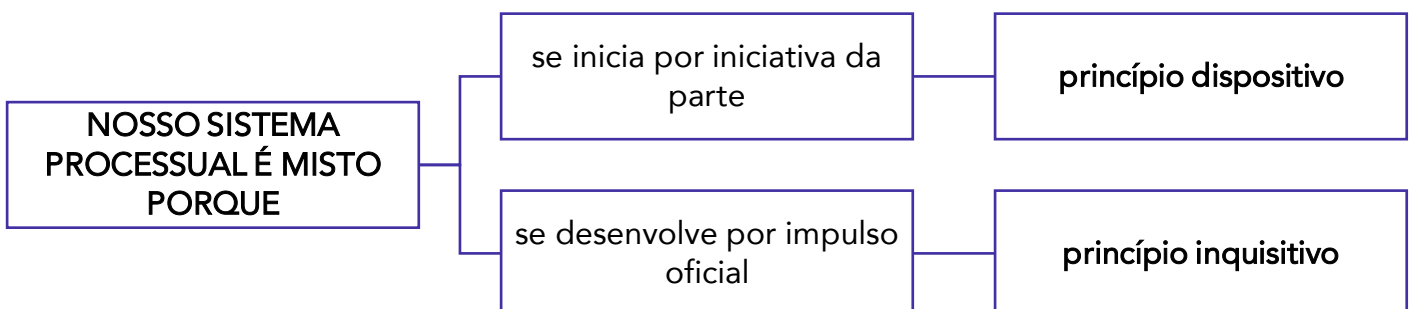 NOSSO SISTEMA
PROCESSUAL É MISTO
PORQUE
se inicia por iniciativa da
parte
princípio dispositivo
se desenvolve por impulso
oficial
princípio inquisitivo